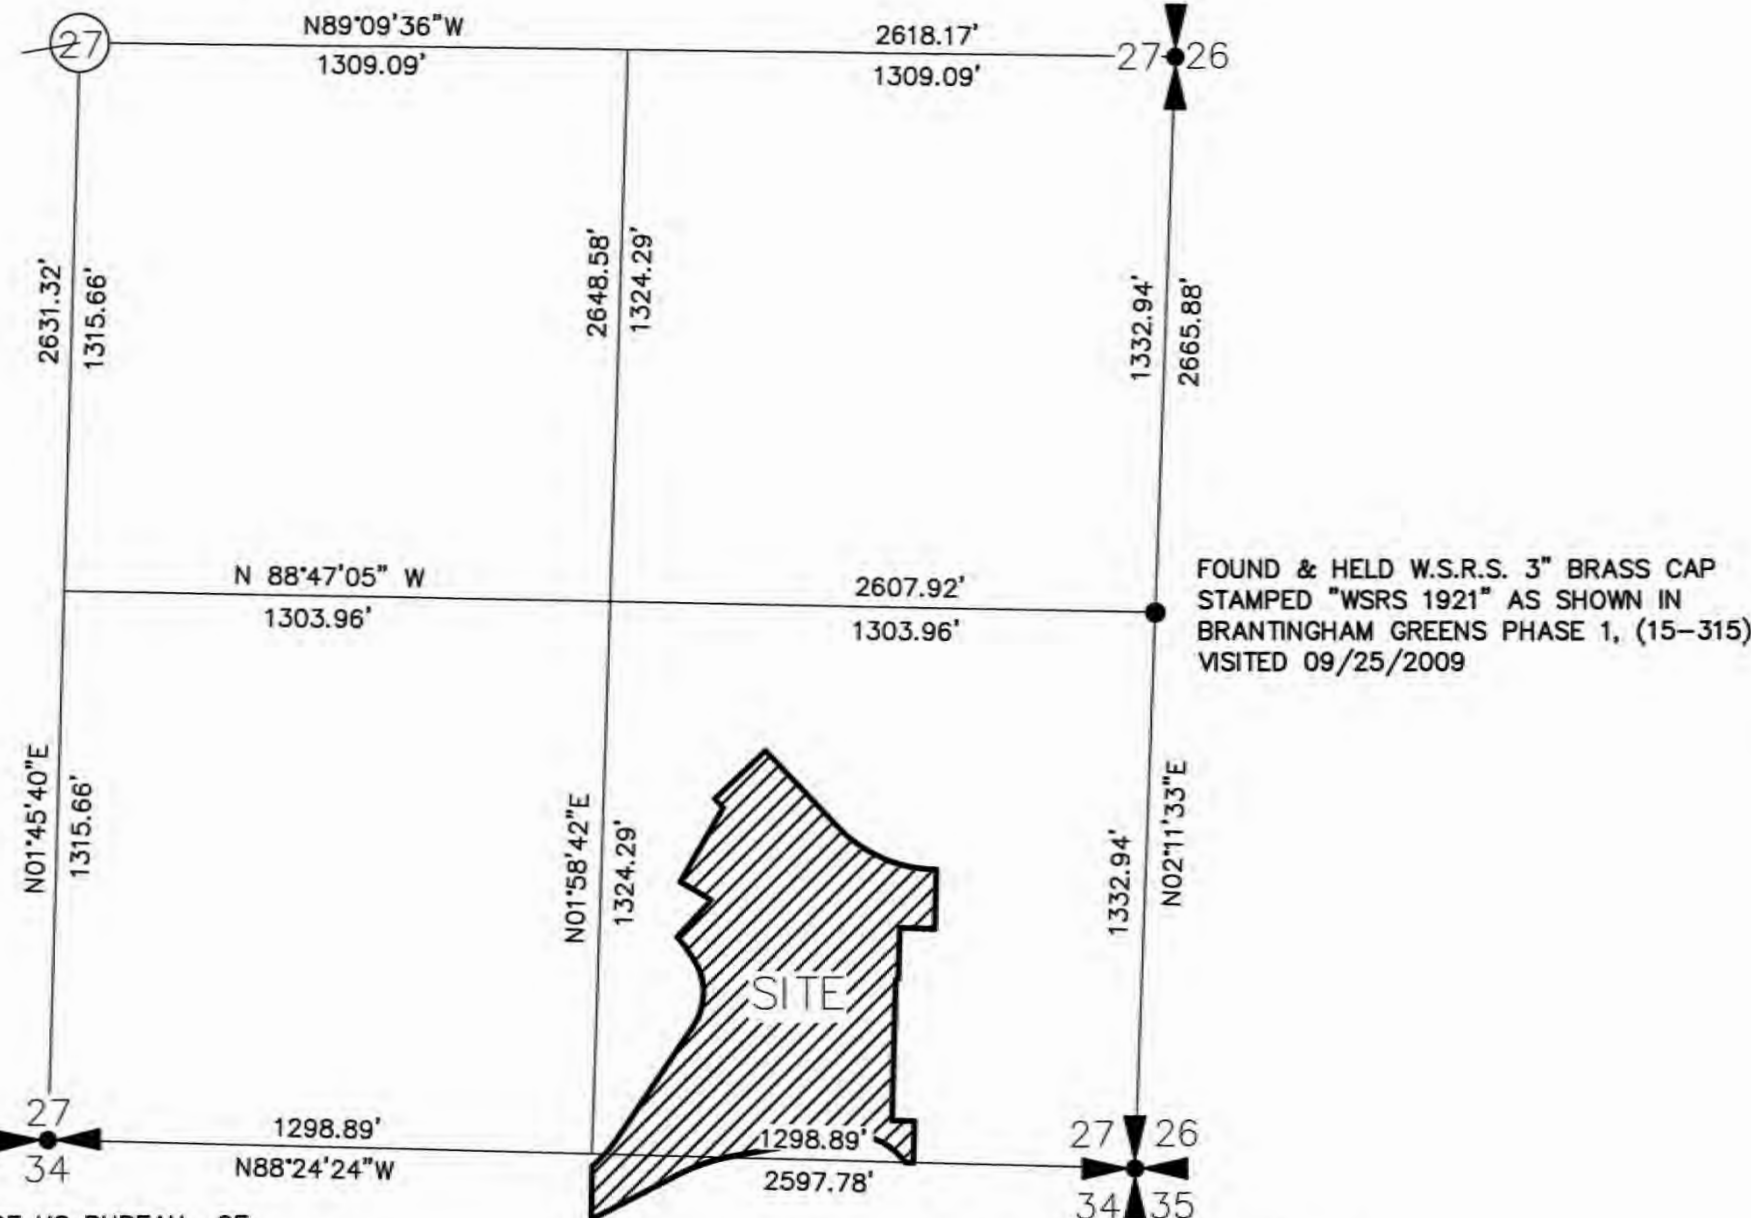 27
N89°09'36"W
1309.09'
2618.17'
1309.09'
27
26
2631.32'
1315.66'
2648.58'
1324.29'
1332.94'
2665.88'
N 88°47'05" W
1303.96'
2607.92'
1303.96'
FOUND & HELD W.S.R.S. 3" BRASS CAP
STAMPED "WSRS 1921" AS SHOWN IN
BRANTINGHAM GREENS PHASE 1, (15-315)
VISITED 09/25/2009
N01°45'40"E
1315.66'
N01°58'42"E
1324.29'
1332.94'
N02°11'33"E
SITE
27
34
1298.89'
N88°24'24"W
1298.89'
2597.78'
27
26
34
35